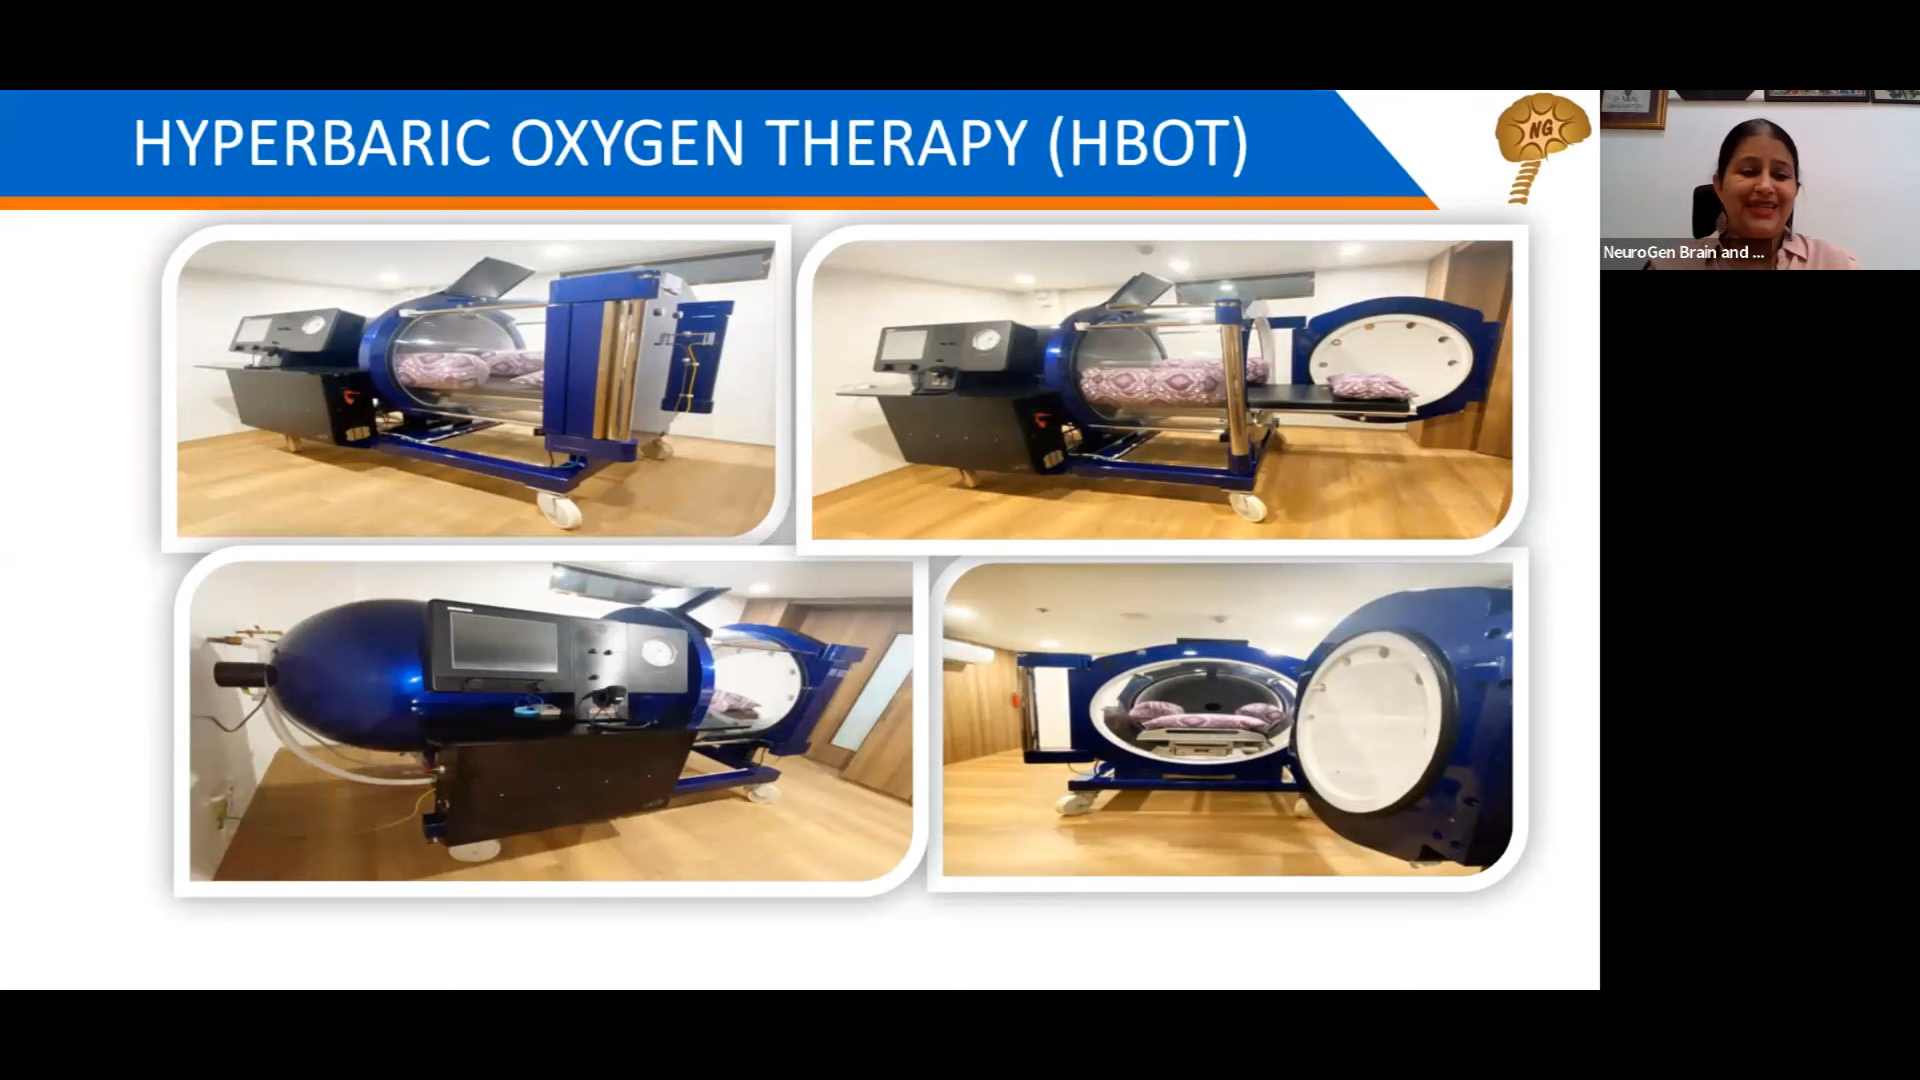 HYPERBARIC OXYGEN THERAPY (HBOT)
NG
NeuroGen Brain and ...